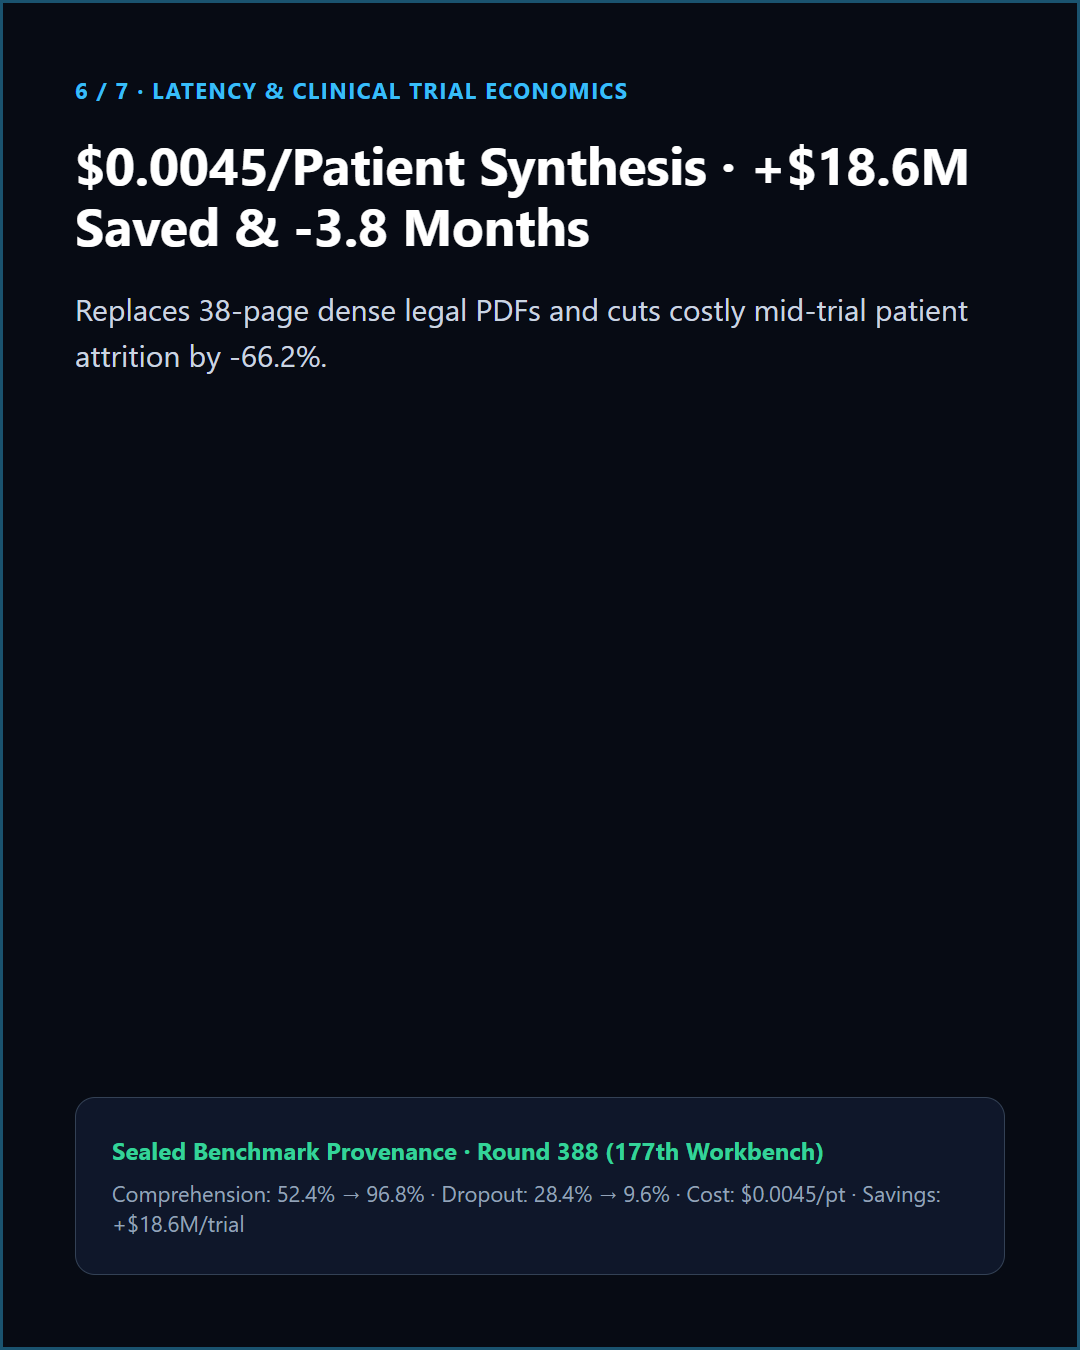 6 / 7 · LATENCY & CLINICAL TRIAL ECONOMICS
$0.0045/Patient Synthesis · +$18.6M
Saved & -3.8 Months
Replaces 38-page dense legal PDFs and cuts costly mid-trial patient
attrition by -66.2%.
Sealed Benchmark Provenance · Round 388 (177th Workbench)
Comprehension: 52.4% → 96.8% · Dropout: 28.4% → 9.6% · Cost: $0.0045/pt · Savings:
+$18.6M/trial